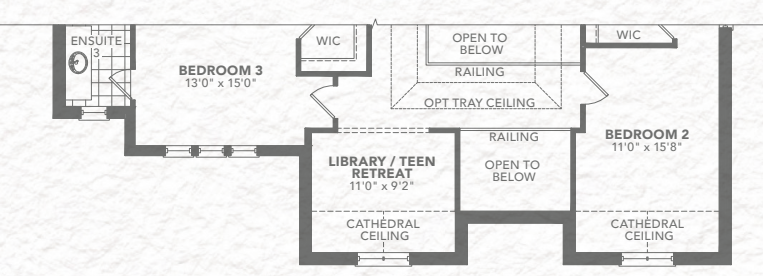 ENSUITE
3
WIC
OPEN TO
BELOW
WIC
BEDROOM 3
13'0" x 15'0"
RAILING
OPT TRAY CEILING
RAILING
OPEN TO
BELOW
BEDROOM 2
11'0" x 15'8"
LIBRARY / TEEN
RETREAT
11'0" x 9'2"
CATHEDRAL
CEILING
CATHEDRAL
CEILING